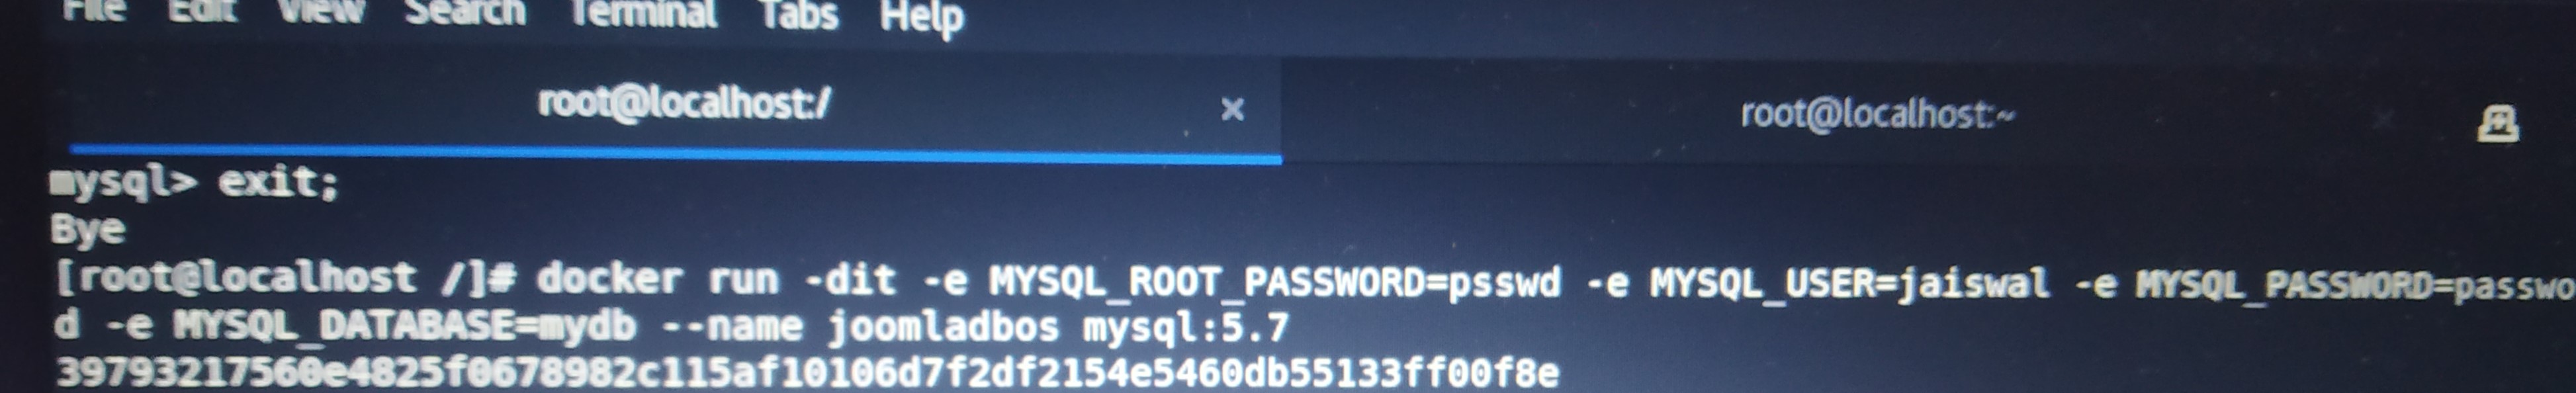 File Edit View Search Terminal Tabs Help
root@localhost:/ × root@localhost:~
mysql> exit;
Bye
[root@localhost /]# docker run -dit -e MYSQL_ROOT_PASSWORD=psswd -e MYSQL_USER=jaiswal -e MYSQL_PASSWORD=passwo
d -e MYSQL_DATABASE=mydb --name joomladbos mysql:5.7
39793217560e4825f0678982c115af10106d7f2df2154e5460db55133ff00f8e